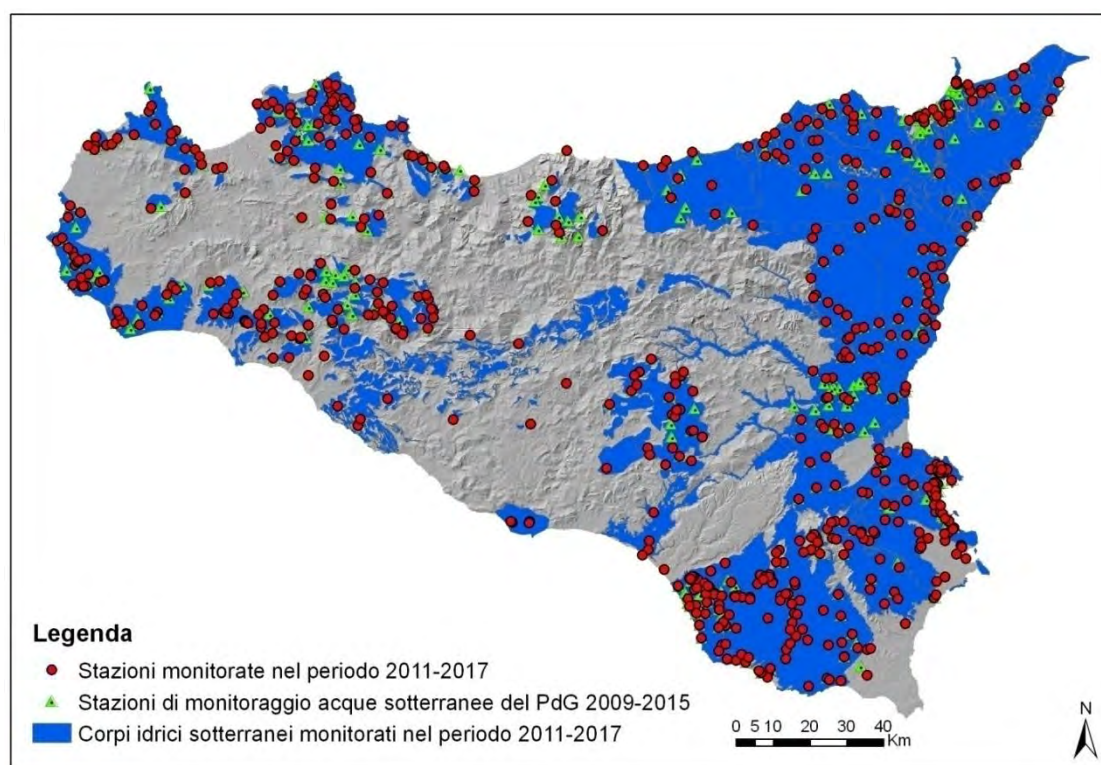 Legenda
Stazioni monitorate nel periodo 2011-2017
Stazioni di monitoraggio acque sotterranee del PdG 2009-2015
Corpi idrici sotterranei monitorati nel periodo 2011-2017
0 5 10 20 30 40
Km
N